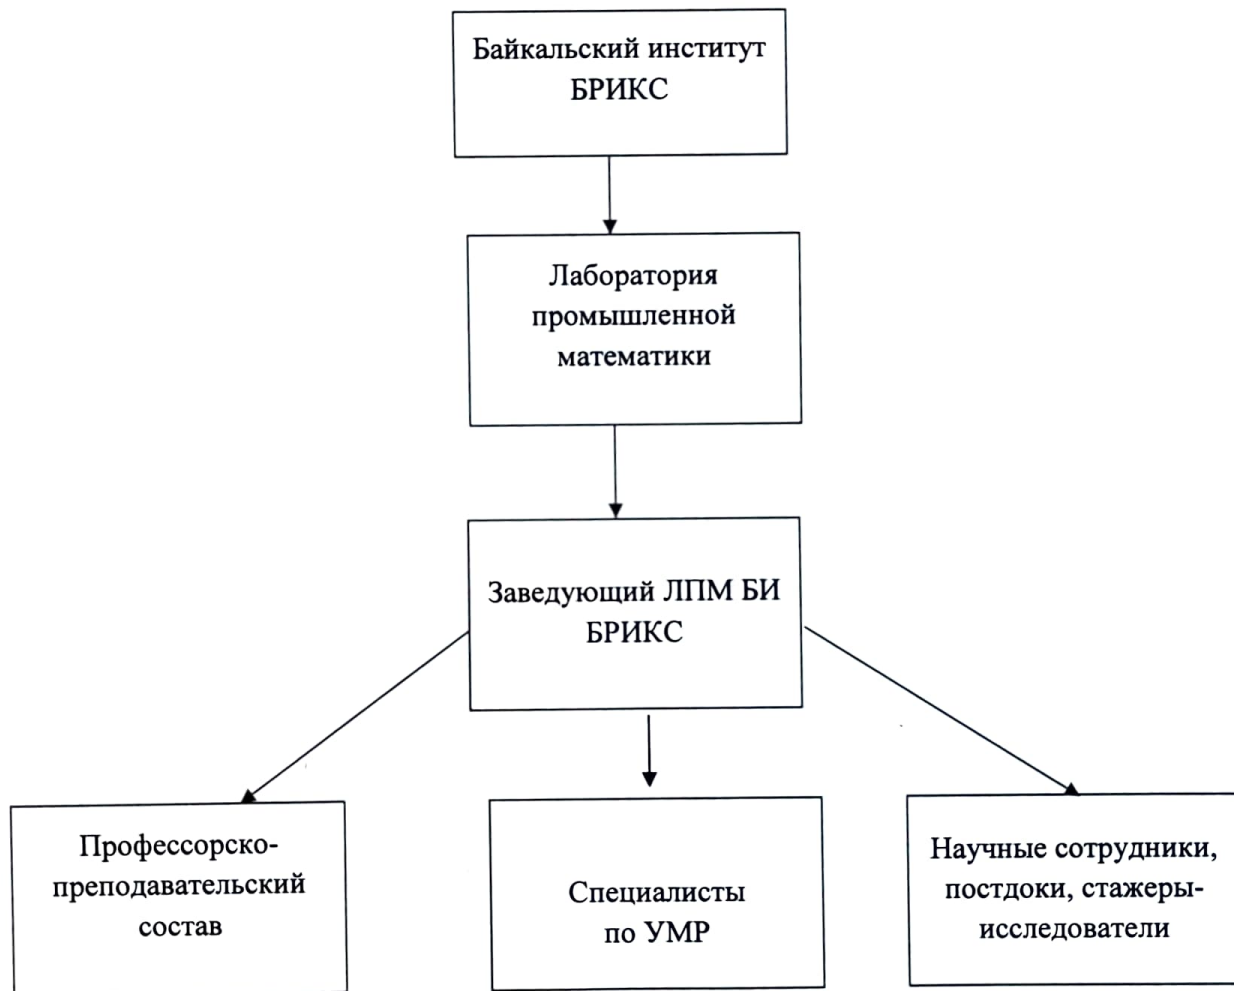 Байкальский институт
БРИКС
Лаборатория
промышленной
математики
Заведующий ЛПМ БИ
БРИКС
Профессорско-
преподавательский
состав
Специалисты
по УМР
Научные сотрудники,
постдоки, стажеры-
исследователи